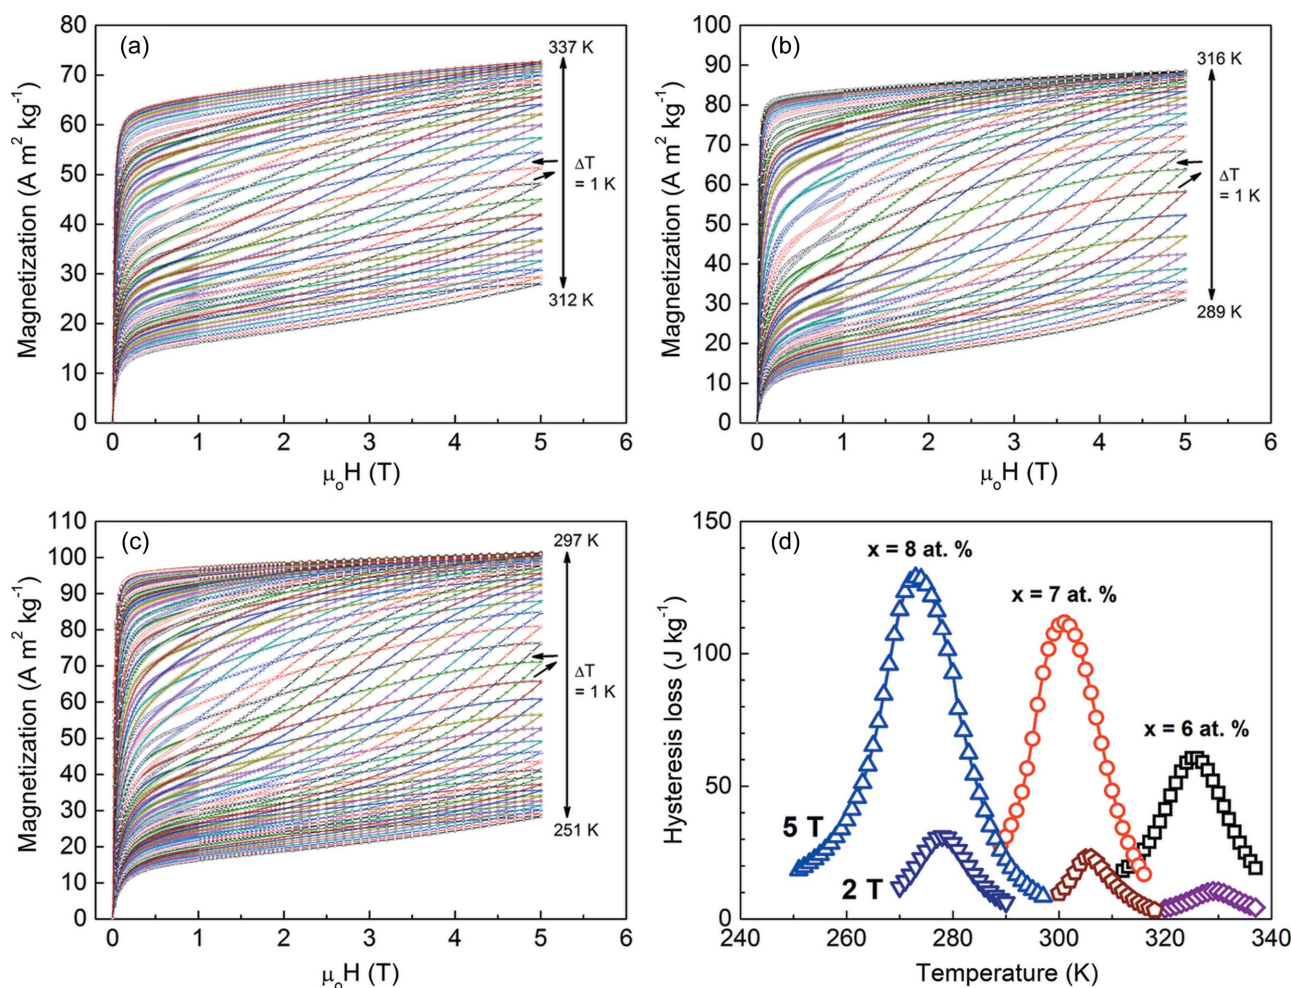 (a)
80
70
60
50
40
30
20
10
0
Magnetization (A m² kg⁻¹)
337 K
ΔT
= 1 K
312 K
0 1 2 3 4 5 6
μₒH (T)
(b)
100
90
80
70
60
50
40
30
20
10
0
Magnetization (A m² kg⁻¹)
316 K
ΔT
= 1 K
289 K
0 1 2 3 4 5 6
μₒH (T)
(c)
110
100
90
80
70
60
50
40
30
20
10
0
Magnetization (A m² kg⁻¹)
297 K
ΔT
= 1 K
251 K
0 1 2 3 4 5 6
μₒH (T)
(d)
150
100
50
0
Hysteresis loss (J kg⁻¹)
x = 8 at. %
x = 7 at. %
x = 6 at. %
5 T
2 T
240 260 280 300 320 340
Temperature (K)